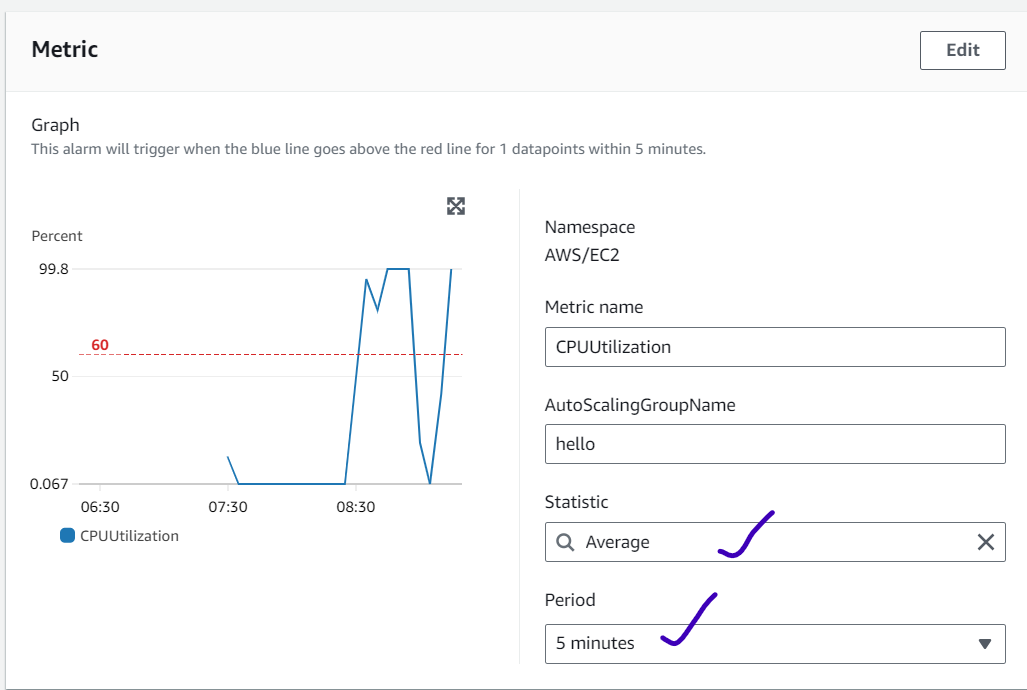 Metric
Edit
Graph
This alarm will trigger when the blue line goes above the red line for 1 datapoints within 5 minutes.
Percent
99.8
60
50
0.067
06:30 07:30 08:30
CPUUtilization
Namespace
AWS/EC2
Metric name
CPUUtilization
AutoScalingGroupName
hello
Statistic
Average
Period
5 minutes